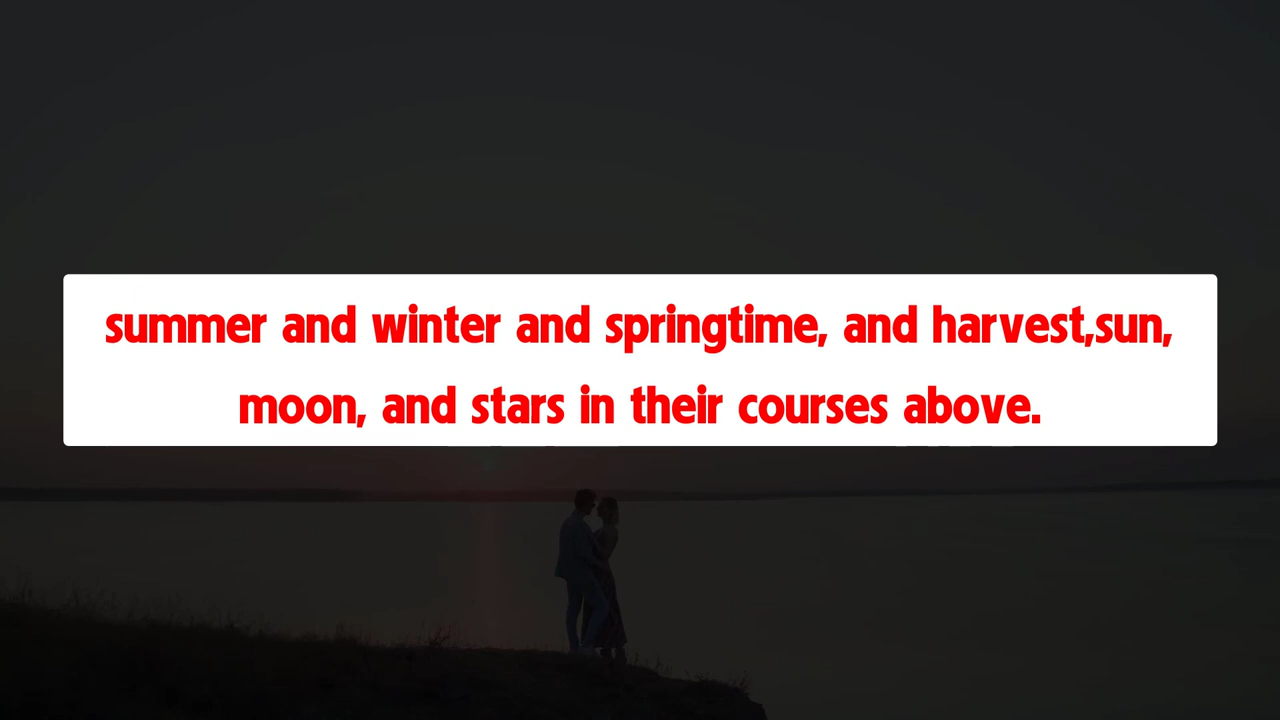 summer and winter and springtime, and harvest,sun,
moon, and stars in their courses above.